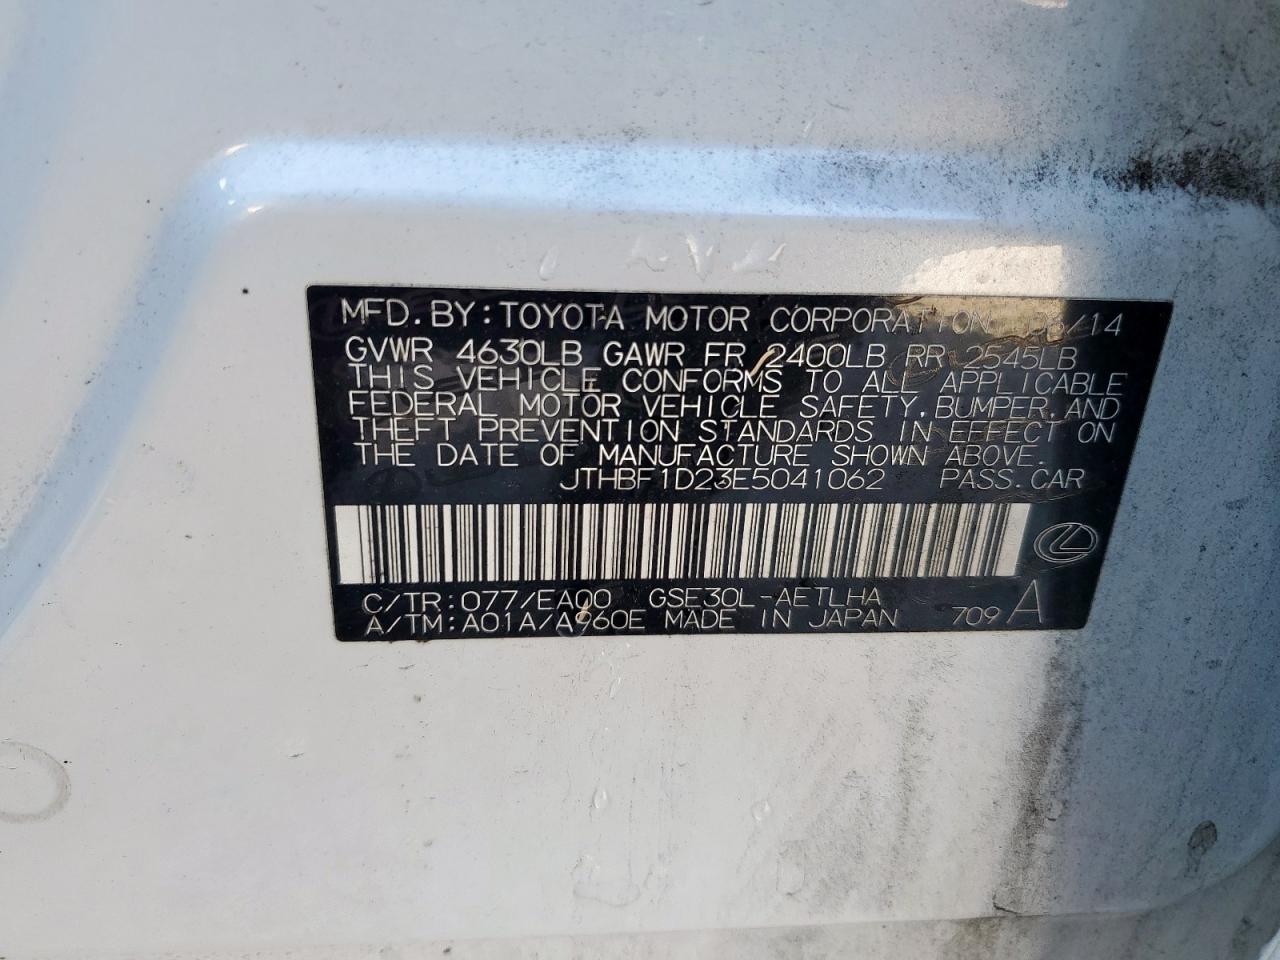 MFD. BY: TOYOTA MOTOR CORPORATION 06/14
GVWR 4630LB GAWR FR 2400LB RR 2545LB
THIS VEHICLE CONFORMS TO ALL APPLICABLE
FEDERAL MOTOR VEHICLE SAFETY, BUMPER, AND
THEFT PREVENTION STANDARDS IN EFFECT ON
THE DATE OF MANUFACTURE SHOWN ABOVE.
JTHBF1D23E5041062 PASS. CAR
C/TR: 077/EA00 GSE30L-AETLHA
A/TM: A01A/A960E MADE IN JAPAN 709 A